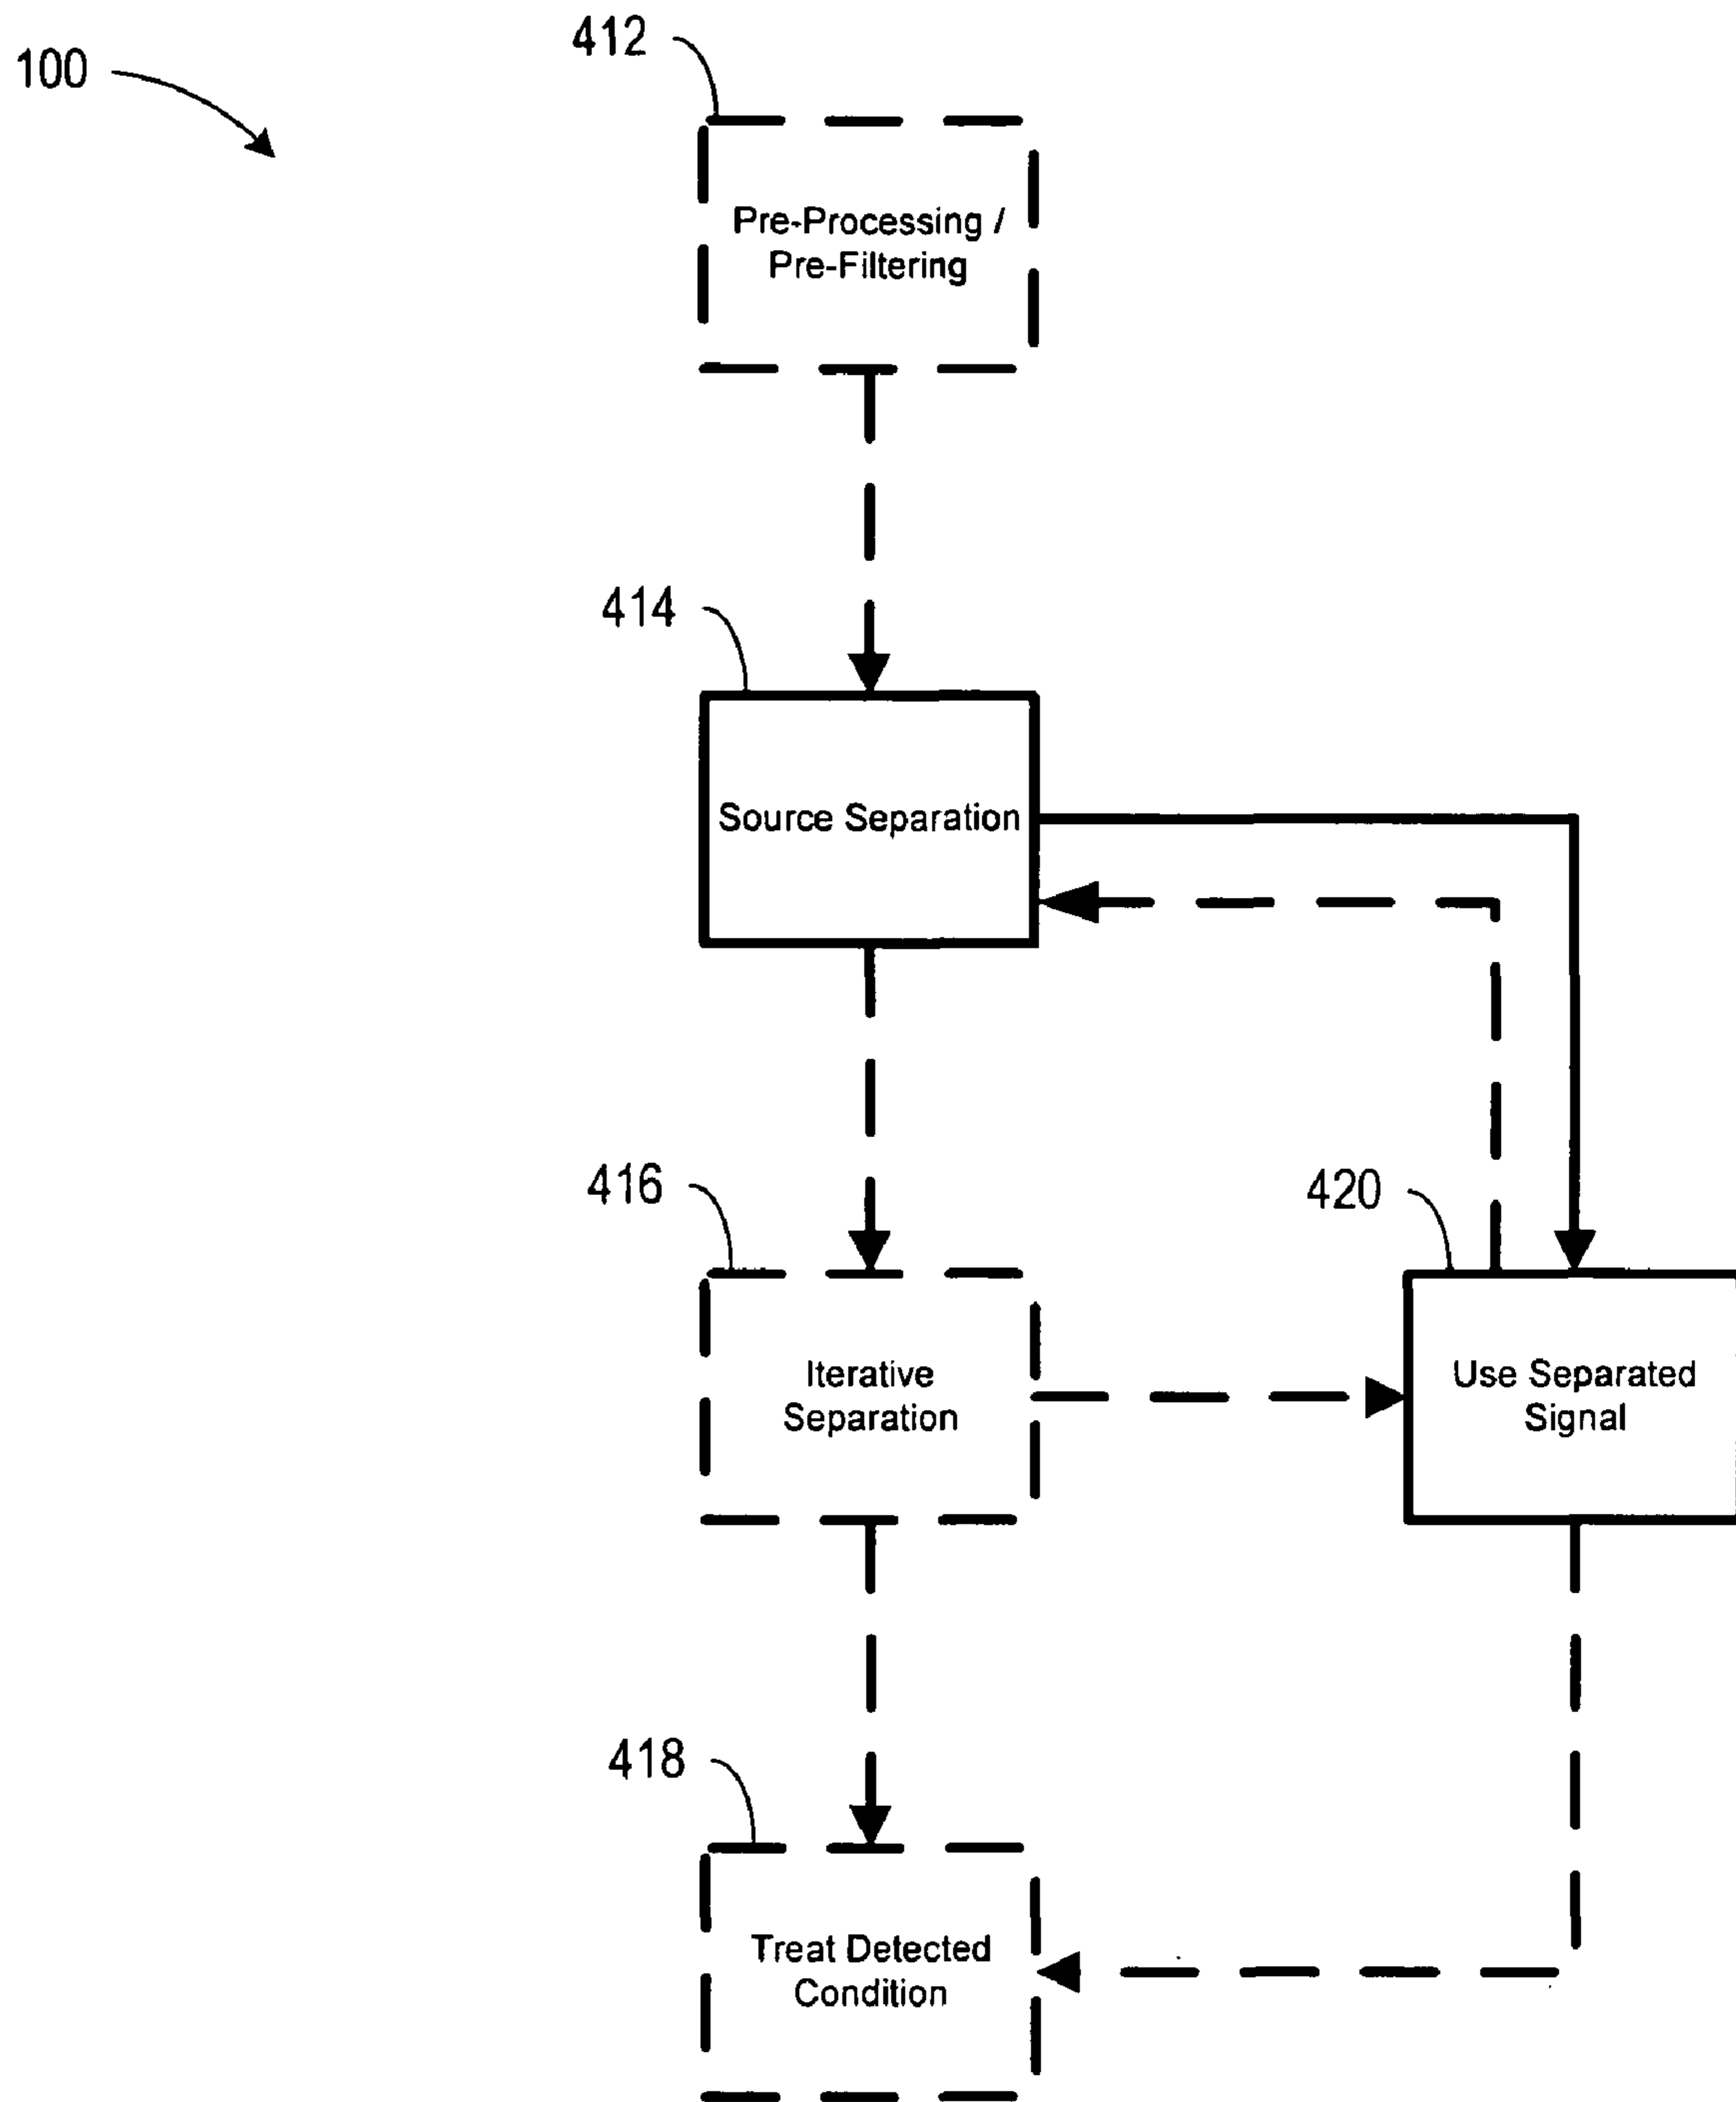 100
412
Pre-Processing /
Pre-Filtering
414
Source Separation
416
Iterative
Separation
420
Use Separated
Signal
418
Treat Detected
Condition